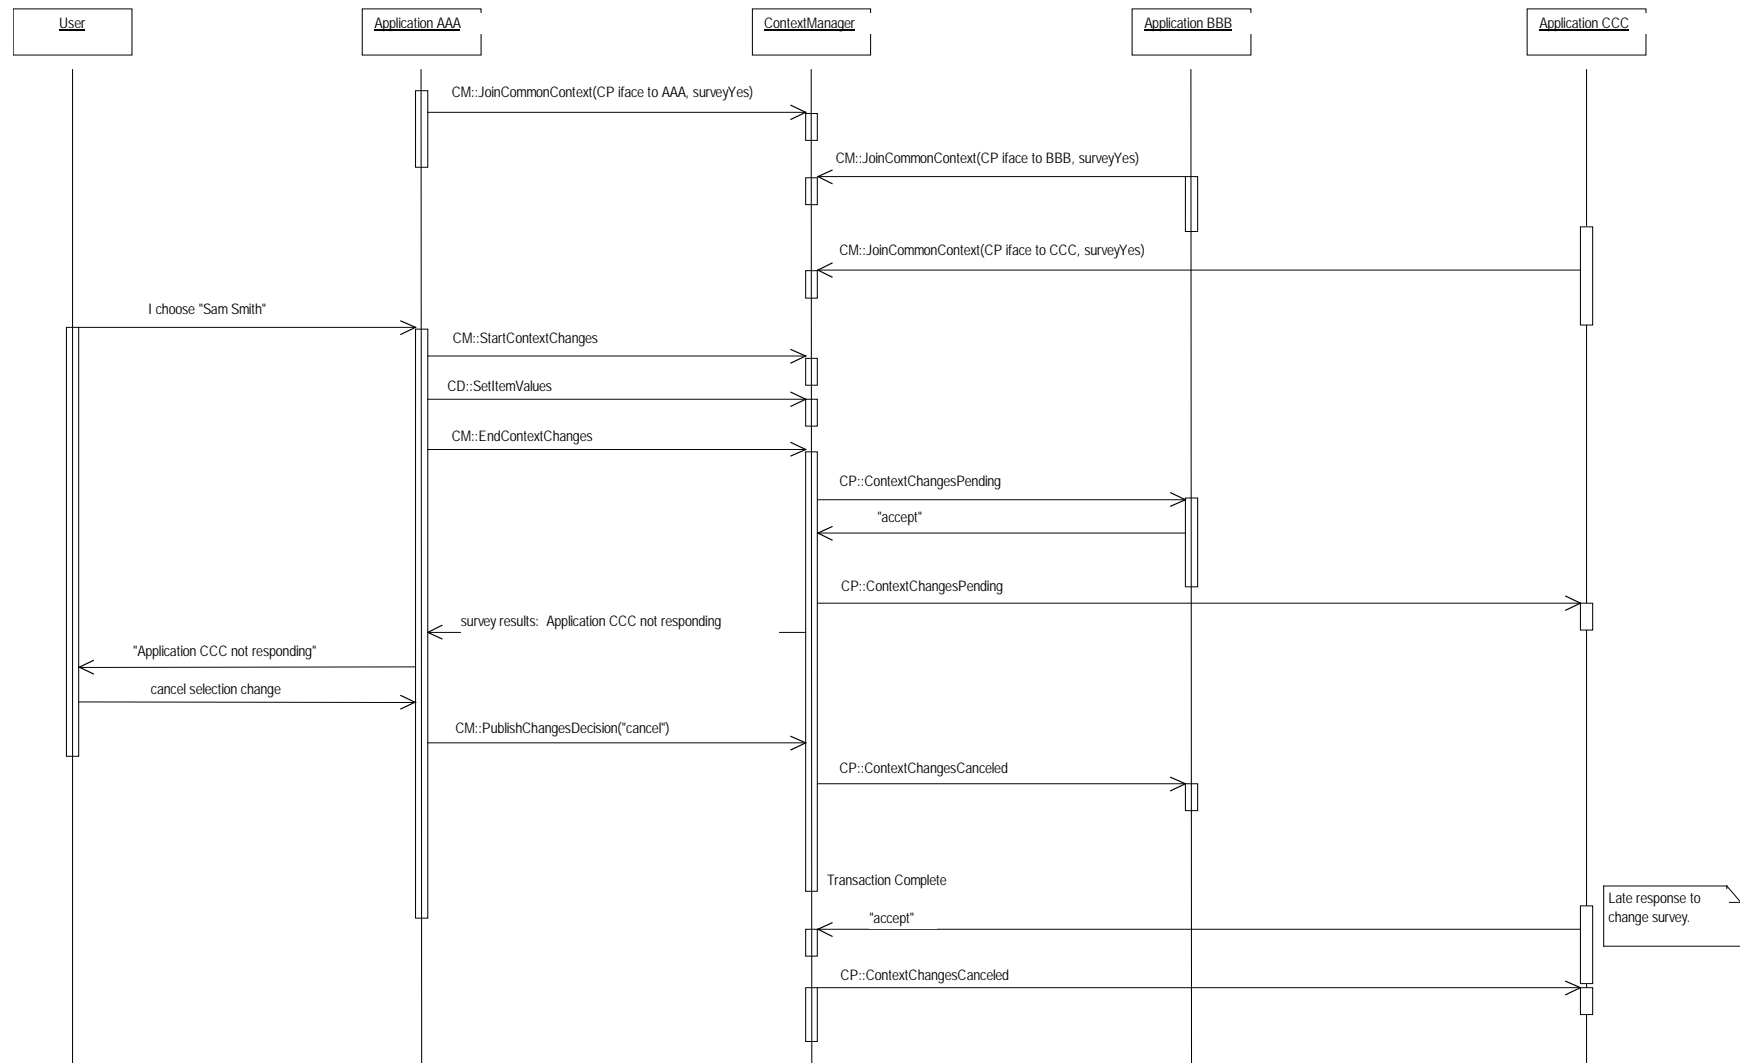 User
Application AAA
ContextManager
Application BBB
Application CCC
CM::JoinCommonContext(CP iface to AAA, surveyYes)
CM::JoinCommonContext(CP iface to BBB, surveyYes)
CM::JoinCommonContext(CP iface to CCC, surveyYes)
I choose "Sam Smith"
CM::StartContextChanges
CD::SetItemValues
CM::EndContextChanges
CP::ContextChangesPending
"accept"
CP::ContextChangesPending
survey results: Application CCC not responding
"Application CCC not responding"
cancel selection change
CM::PublishChangesDecision("cancel")
CP::ContextChangesCanceled
Transaction Complete
Late response to
change survey.
"accept"
CP::ContextChangesCanceled